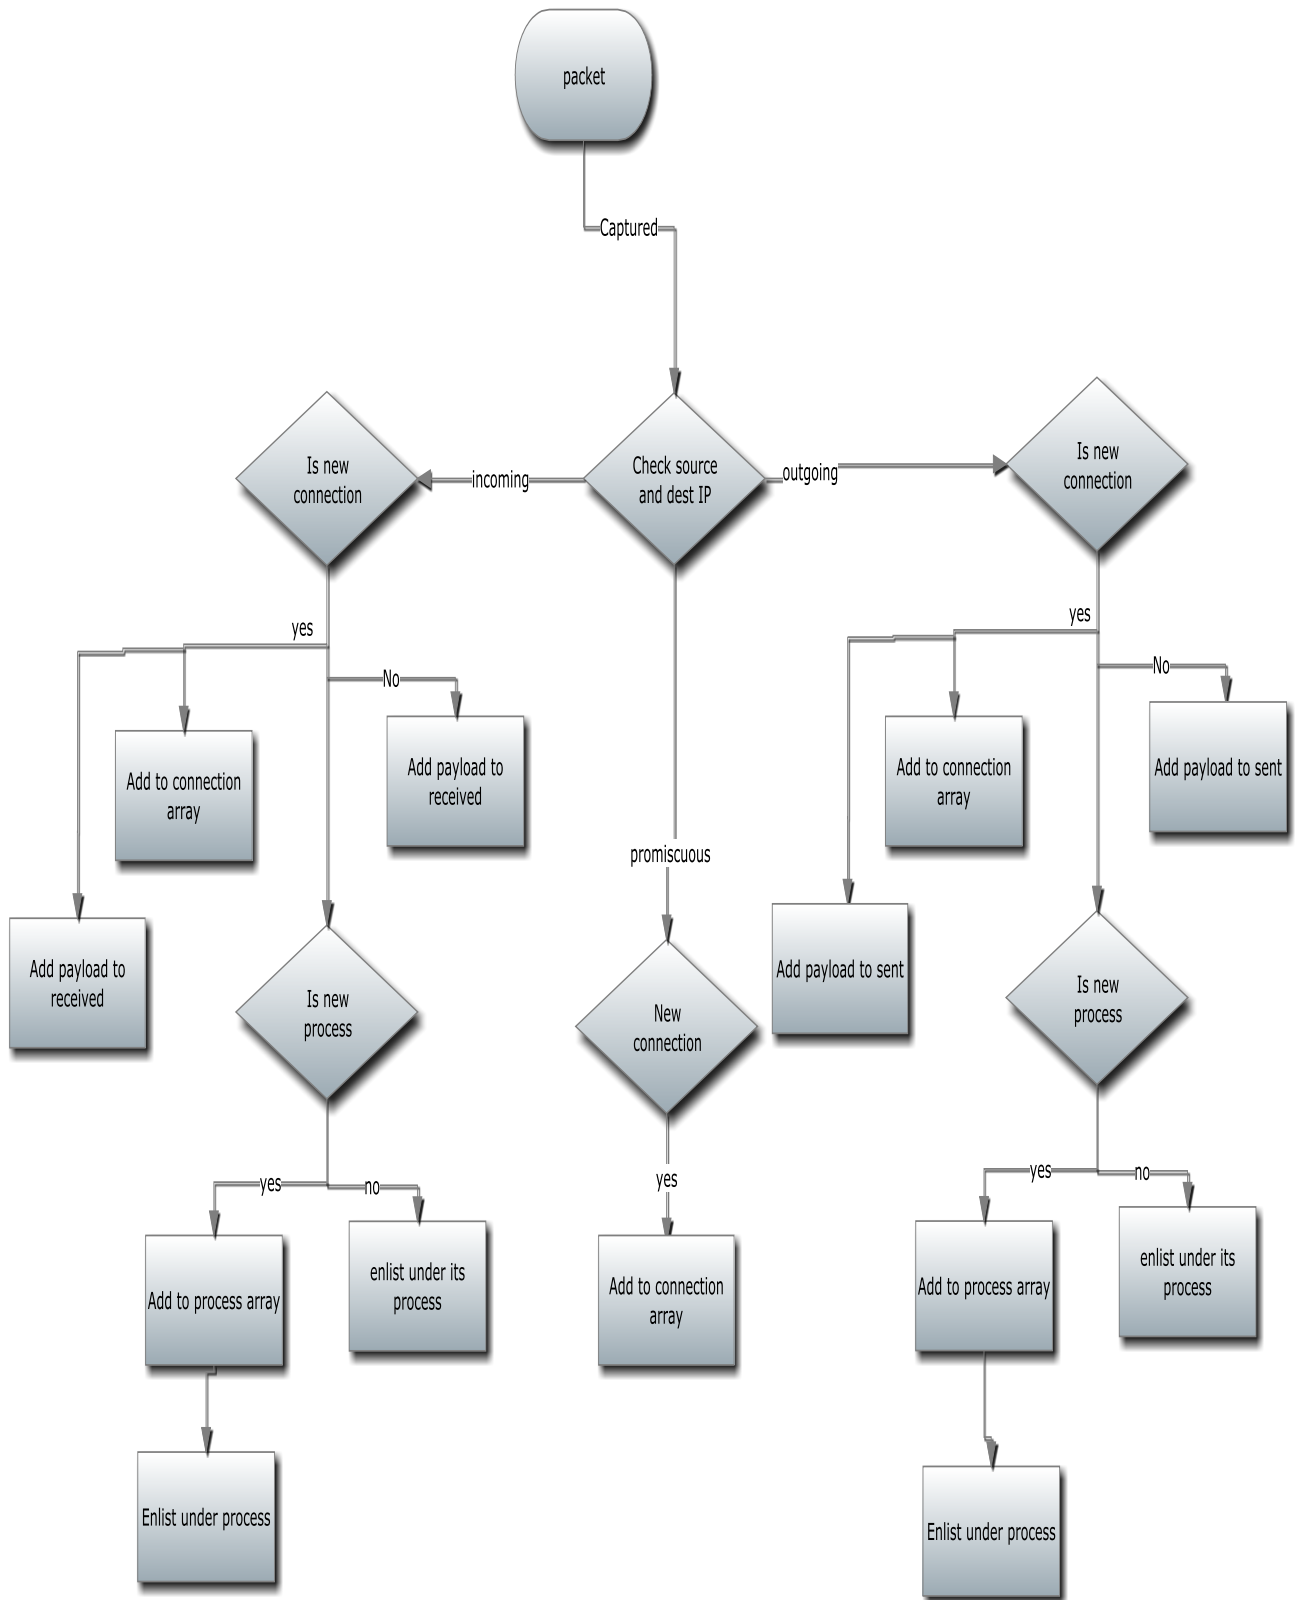 packet
Captured
Is new
connection
incoming
Check source
and dest IP
outgoing
Is new
connection
yes
No
Add to connection
array
Add payload to
received
Add payload to
received
Is new
process
yes
no
Add to process array
enlist under its
process
Enlist under process
promiscuous
New
connection
yes
Add to connection
array
yes
No
Add to connection
array
Add payload to sent
Add payload to sent
Is new
process
yes
no
Add to process array
enlist under its
process
Enlist under process